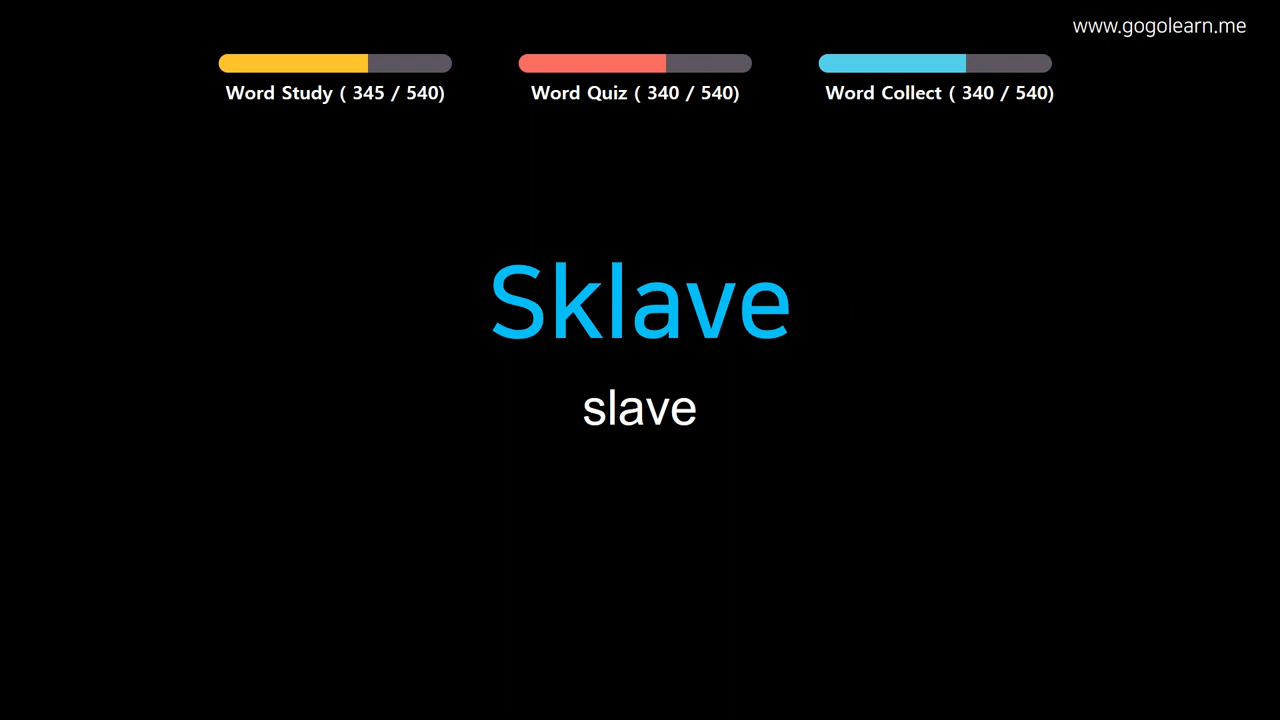 www.gogolearn.me
Word Study ( 345 / 540)
Word Quiz ( 340 / 540)
Word Collect ( 340 / 540)
Sklave
slave